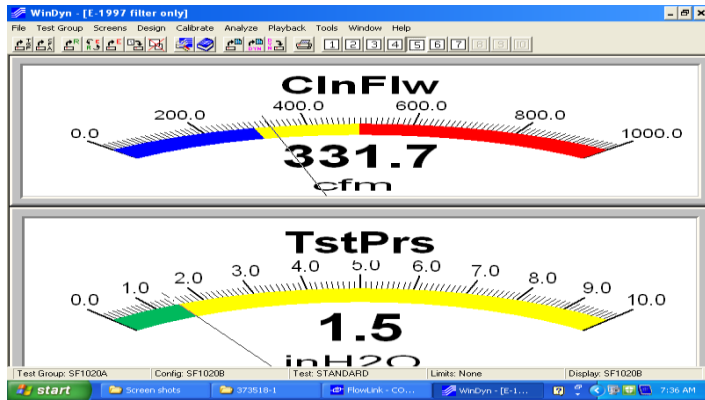 WinDyn - [E-1997 filter only]
File Test Group Screens Design Calibrate Analyze Playback Tools Window Help
1 2 3 4 5 6 7 8 9 10
ClnFlw
0.0 200.0 400.0 600.0 800.0 1000.0
331.7
cfm
TstPrs
0.0 1.0 2.0 3.0 4.0 5.0 6.0 7.0 8.0 9.0 10.0
1.5
inH2O
Test Group: SF1020A Config: SF1020B Test: STANDARD Limits: None Display: SF1020B
start Screen shots 373518-1 FlowLink - CO... WinDyn - [E-1... 7:36 AM